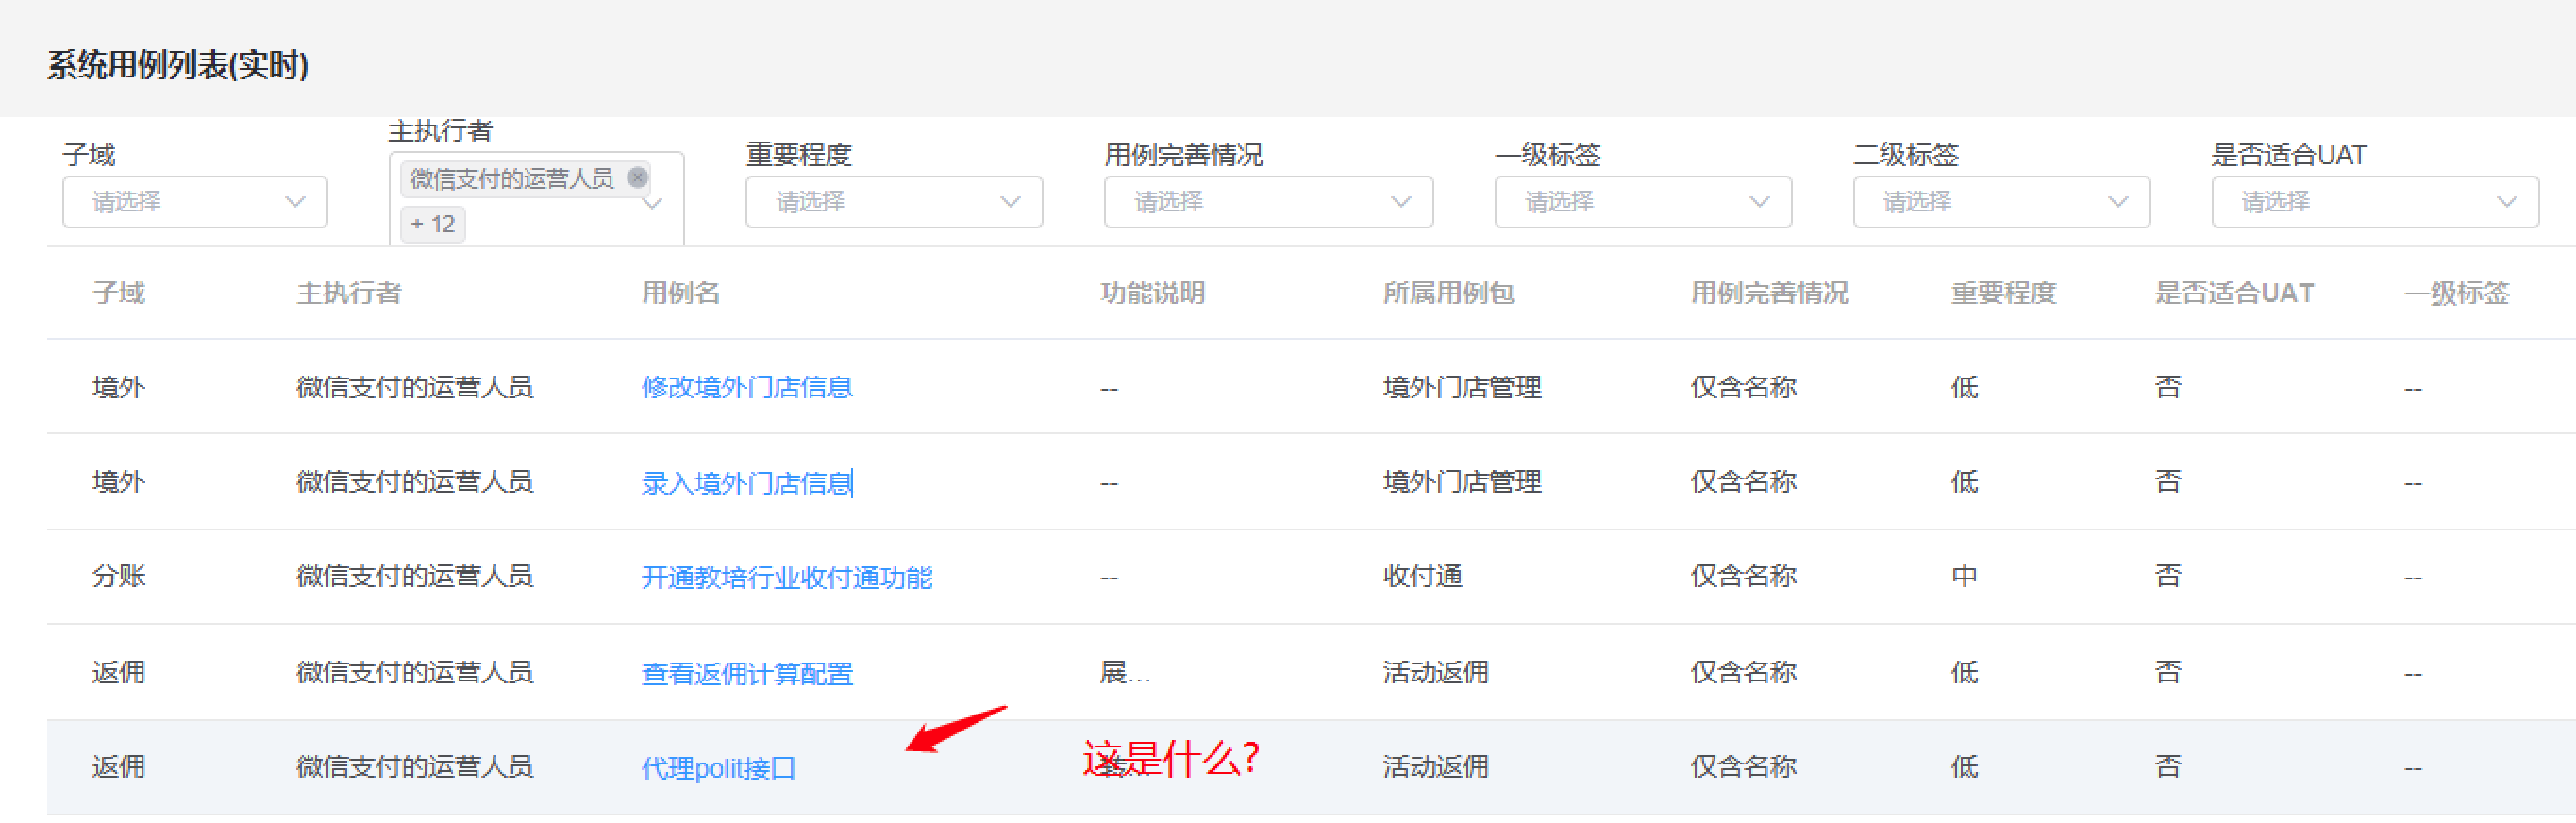 系统用例列表(实时)
子域 主执行者 重要程度 用例完善情况 一级标签 二级标签 是否适合UAT
请选择 微信支付的运营人员 + 12 请选择 请选择 请选择 请选择 请选择
子域 主执行者 用例名 功能说明 所属用例包 用例完善情况 重要程度 是否适合UAT 一级标签
境外 微信支付的运营人员 修改境外门店信息 -- 境外门店管理 仅含名称 低 否 --
境外 微信支付的运营人员 录入境外门店信息 -- 境外门店管理 仅含名称 低 否 --
分账 微信支付的运营人员 开通教培行业收付通功能 -- 收付通 仅含名称 中 否 --
返佣 微信支付的运营人员 查看返佣计算配置 展... 活动返佣 仅含名称 低 否 --
返佣 微信支付的运营人员 代理polit接口 这是什么? 活动返佣 仅含名称 低 否 --